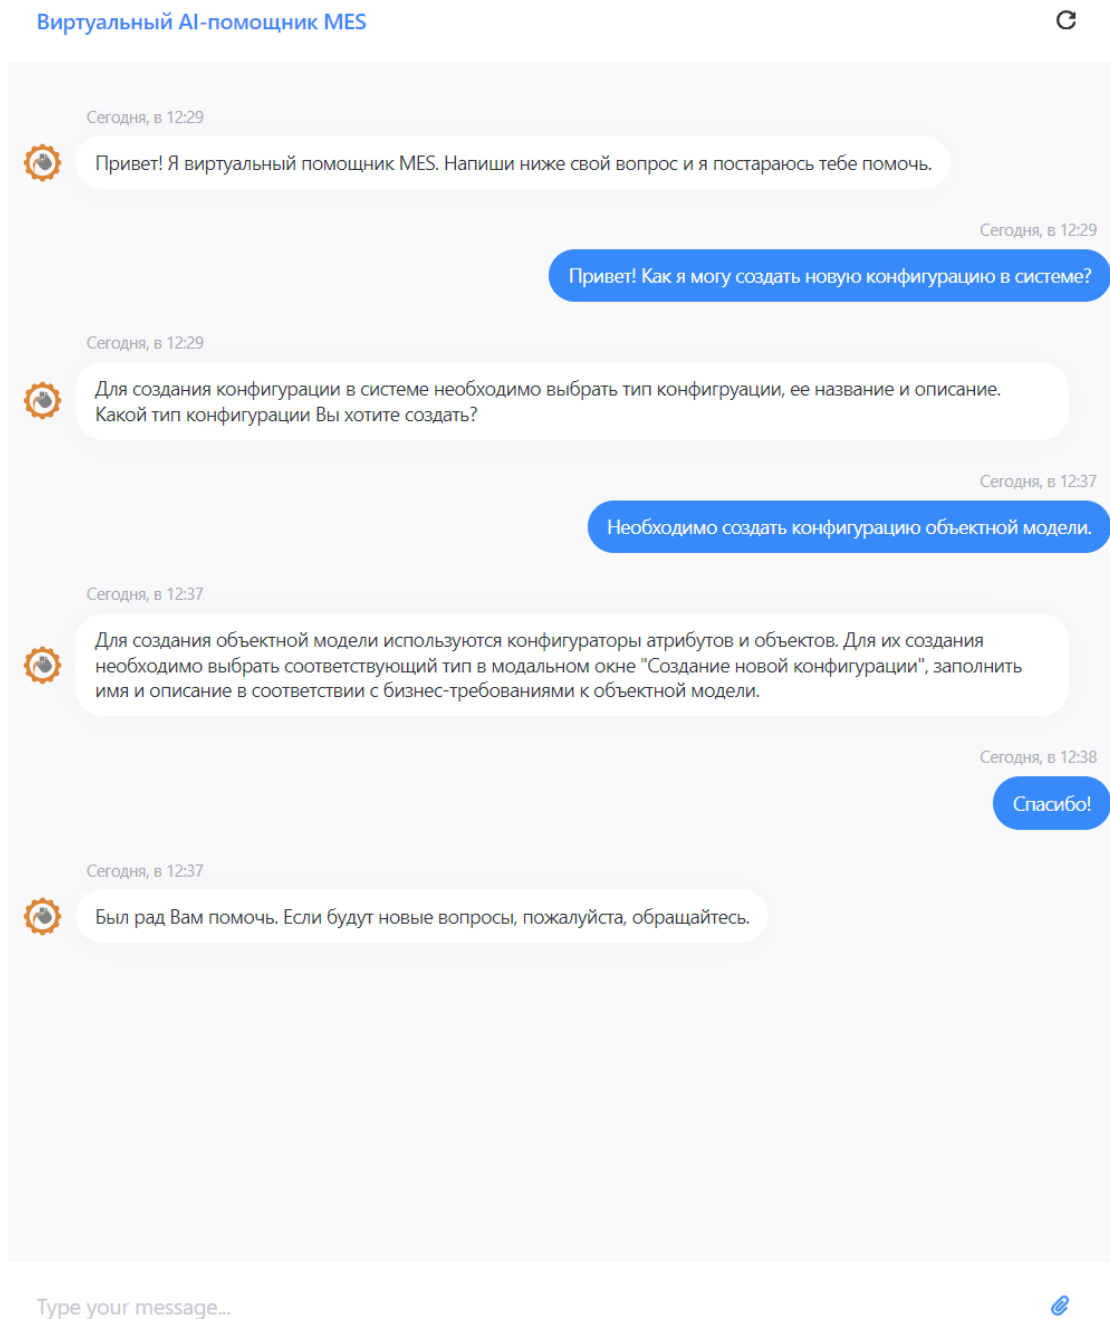 Виртуальный AI-помощник MES
Сегодня, в 12:29
Привет! Я виртуальный помощник MES. Напиши ниже свой вопрос и я постараюсь тебе помочь.
Сегодня, в 12:29
Привет! Как я могу создать новую конфигурацию в системе?
Сегодня, в 12:29
Для создания конфигурации в системе необходимо выбрать тип конфигруации, ее название и описание.
Какой тип конфигурации Вы хотите создать?
Сегодня, в 12:37
Необходимо создать конфигурацию объектной модели.
Сегодня, в 12:37
Для создания объектной модели используются конфигураторы атрибутов и объектов. Для их создания
необходимо выбрать соответствующий тип в модальном окне "Создание новой конфигурации", заполнить
имя и описание в соответствии с бизнес-требованиями к объектной модели.
Сегодня, в 12:38
Спасибо!
Сегодня, в 12:37
Был рад Вам помочь. Если будут новые вопросы, пожалуйста, обращайтесь.
Type your message...